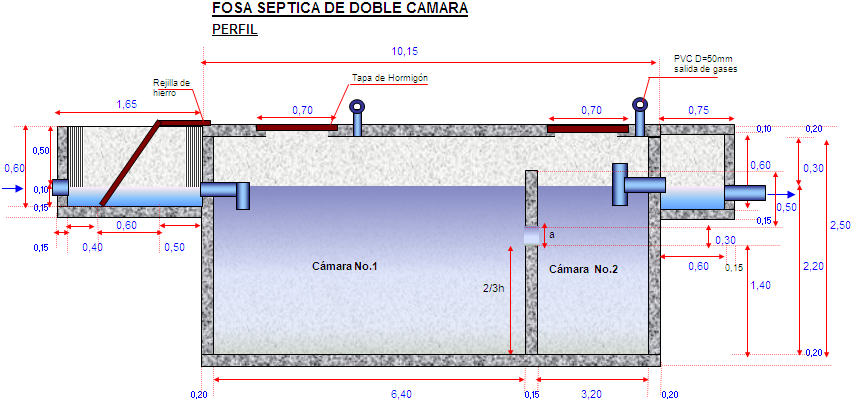 FOSA SEPTICA DE DOBLE CAMARA
PERFIL
10,15
PVC D=50mm
salida de gases
Rejilla de
hierro
Tapa de Hormigón
1,65
0,70
0,70
0,75
0,60
0,50
0,10
0,15
0,10
0,20
0,60
0,30
0,15
0,50
2,50
0,15
0,40
0,60
0,50
a
0,30
0,60
0,15
Cámara No.1
Cámara No.2
2/3h
1,40
2,20
0,20
0,20
6,40
0,15
3,20
0,20